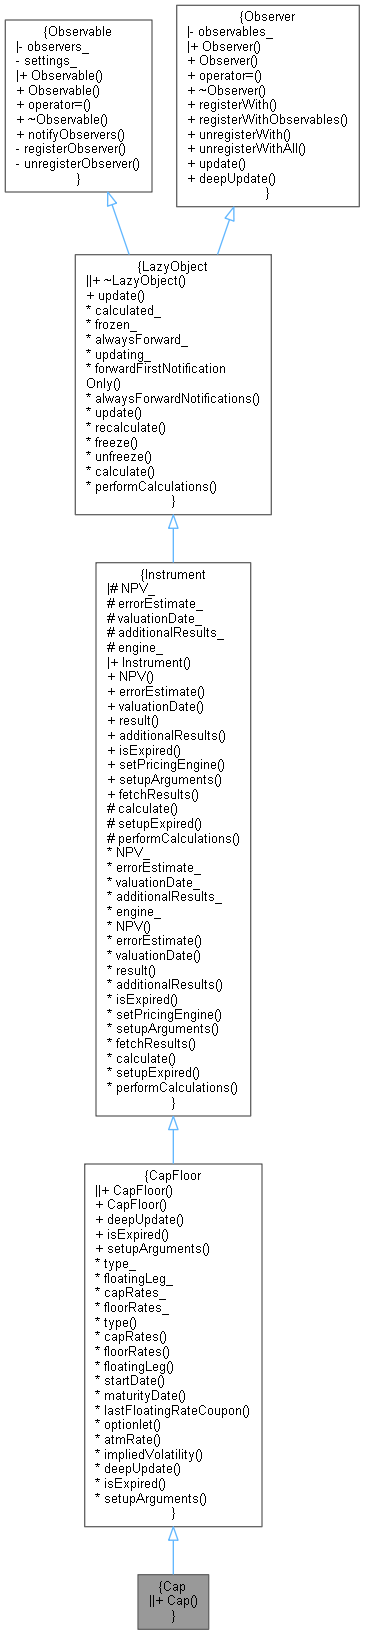 {Observable
|- observers_
- settings_
|+ Observable()
+ Observable()
+ operator=()
+ ~Observable()
+ notifyObservers()
- registerObserver()
- unregisterObserver()
}
{Observer
|- observables_
|+ Observer()
+ Observer()
+ operator=()
+ ~Observer()
+ registerWith()
+ registerWithObservables()
+ unregisterWith()
+ unregisterWithAll()
+ update()
+ deepUpdate()
}
{LazyObject
||+ ~LazyObject()
+ update()
* calculated_
* frozen_
* alwaysForward_
* updating_
* forwardFirstNotification
Only()
* alwaysForwardNotifications()
* update()
* recalculate()
* freeze()
* unfreeze()
* calculate()
* performCalculations()
}
{Instrument
|# NPV_
# errorEstimate_
# valuationDate_
# additionalResults_
# engine_
|+ Instrument()
+ NPV()
+ errorEstimate()
+ valuationDate()
+ result()
+ additionalResults()
+ isExpired()
+ setPricingEngine()
+ setupArguments()
+ fetchResults()
# calculate()
# setupExpired()
# performCalculations()
* NPV_
* errorEstimate_
* valuationDate_
* additionalResults_
* engine_
* NPV()
* errorEstimate()
* valuationDate()
* result()
* additionalResults()
* isExpired()
* setPricingEngine()
* setupArguments()
* fetchResults()
* calculate()
* setupExpired()
* performCalculations()
}
{CapFloor
||+ CapFloor()
+ CapFloor()
+ deepUpdate()
+ isExpired()
+ setupArguments()
* type_
* floatingLeg_
* capRates_
* floorRates_
* type()
* capRates()
* floorRates()
* floatingLeg()
* startDate()
* maturityDate()
* lastFloatingRateCoupon()
* optionlet()
* atmRate()
* impliedVolatility()
* deepUpdate()
* isExpired()
* setupArguments()
}
{Cap
||+ Cap()
}